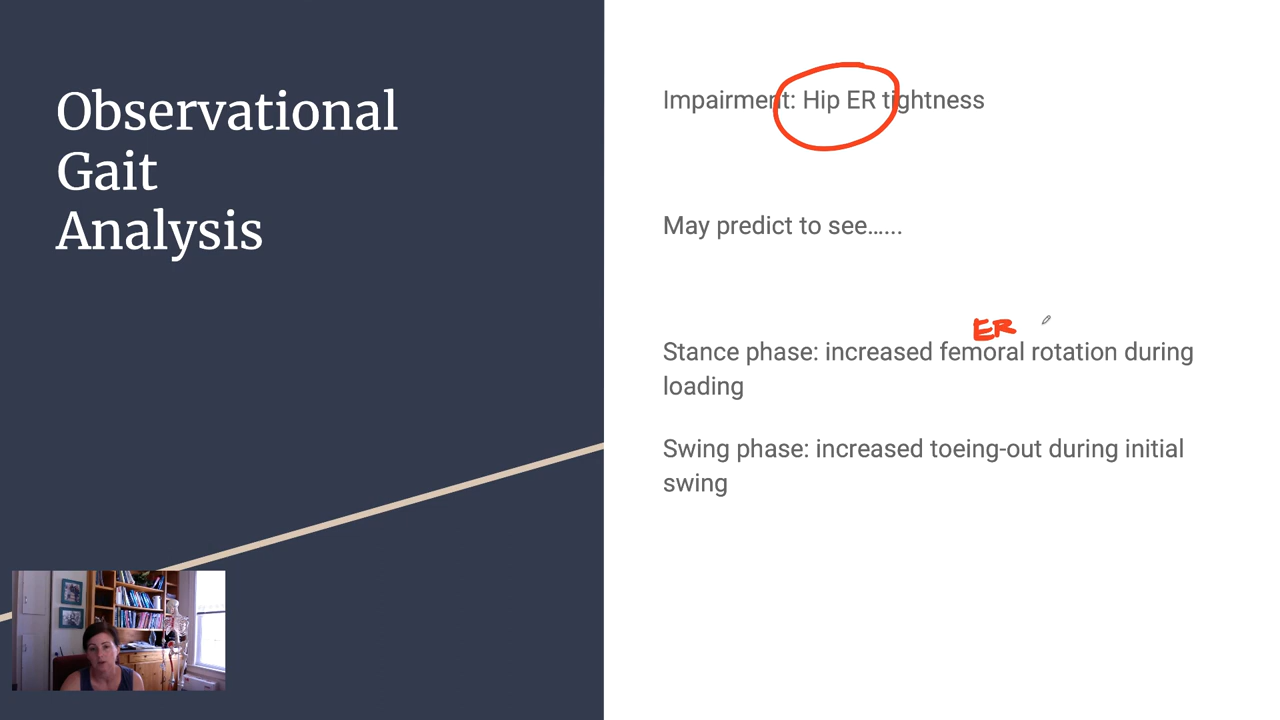 Observational
Gait
Analysis
Impairment: Hip ER tightness
May predict to see…...
ER
Stance phase: increased femoral rotation during
loading
Swing phase: increased toeing-out during initial
swing